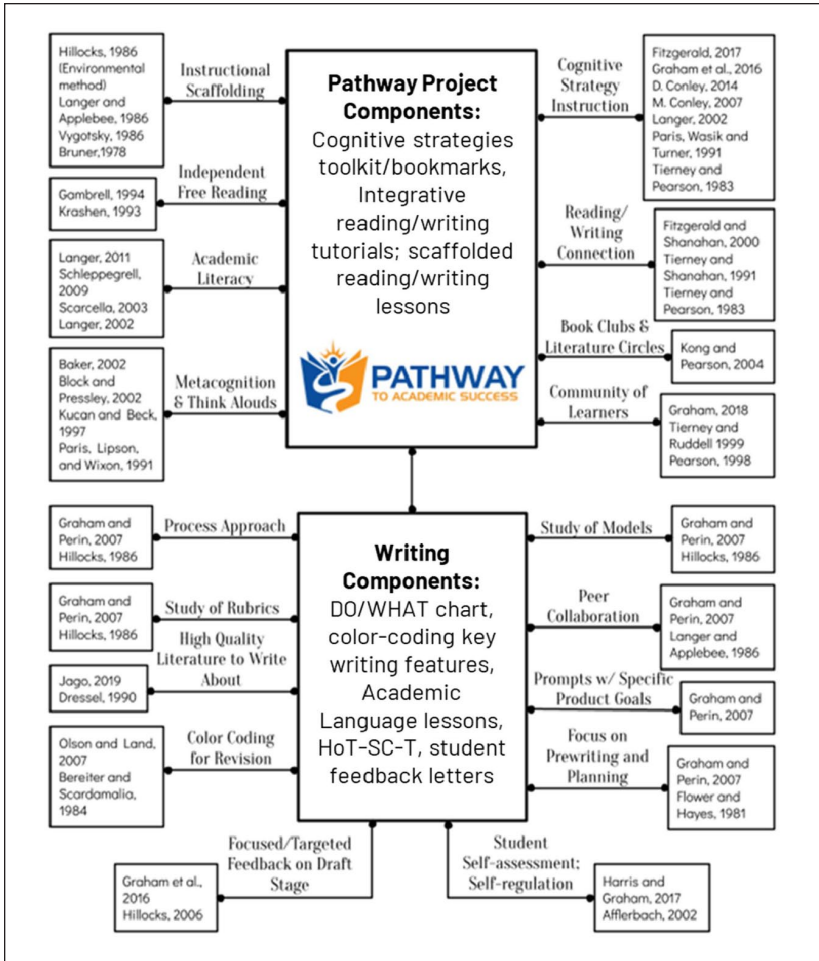 Hillocks, 1986
(Environmental
method)
Langer and
Applebee, 1986
Vygotsky, 1986
Bruner,1978
Instructional
Scaffolding
Gambrell, 1994
Krashen, 1993
Independent
Free Reading
Langer, 2011
Schleppegrell,
2009
Scarcella, 2003
Langer, 2002
Academic
Literacy
Baker, 2002
Block and
Pressley, 2002
Kucan and Beck,
1997
Paris, Lipson,
and Wixon, 1991
Metacognition
& Think Alouds
Pathway Project
Components:
Cognitive strategies
toolkit/bookmarks,
Integrative
reading/writing
tutorials; scaffolded
reading/writing
lessons
PATHWAY
TO ACADEMIC SUCCESS
Cognitive
Strategy
Instruction
Fitzgerald, 2017
Graham et al., 2016
D. Conley, 2014
M. Conley, 2007
Langer, 2002
Paris, Wasik and
Turner, 1991
Tierney and
Pearson, 1983
Reading/
Writing
Connection
Fitzgerald and
Shanahan, 2000
Tierney and
Shanahan, 1991
Tierney and
Pearson, 1983
Book Clubs &
Literature Circles
Kong and
Pearson, 2004
Community of
Learners
Graham, 2018
Tierney and
Ruddell 1999
Pearson, 1998
Graham and
Perin, 2007
Hillocks, 1986
Process Approach
Graham and
Perin, 2007
Hillocks, 1986
Study of Rubrics
Jago, 2019
Dressel, 1990
High Quality
Literature to Write
About
Olson and Land,
2007
Bereiter and
Scardamalia,
1984
Color Coding
for Revision
Graham et al.,
2016
Hillocks, 2006
Focused/Targeted
Feedback on Draft
Stage
Writing
Components:
DO/WHAT chart,
color-coding key
writing features,
Academic
Language lessons,
HoT-SC-T, student
feedback letters
Study of Models
Graham and
Perin, 2007
Hillocks, 1986
Peer
Collaboration
Graham and
Perin, 2007
Langer and
Applebee, 1986
Prompts w/ Specific
Product Goals
Graham and
Perin, 2007
Focus on
Prewriting and
Planning
Graham and
Perin, 2007
Flower and
Hayes, 1981
Student
Self-assessment;
Self-regulation
Harris and
Graham, 2017
Afflerbach, 2002